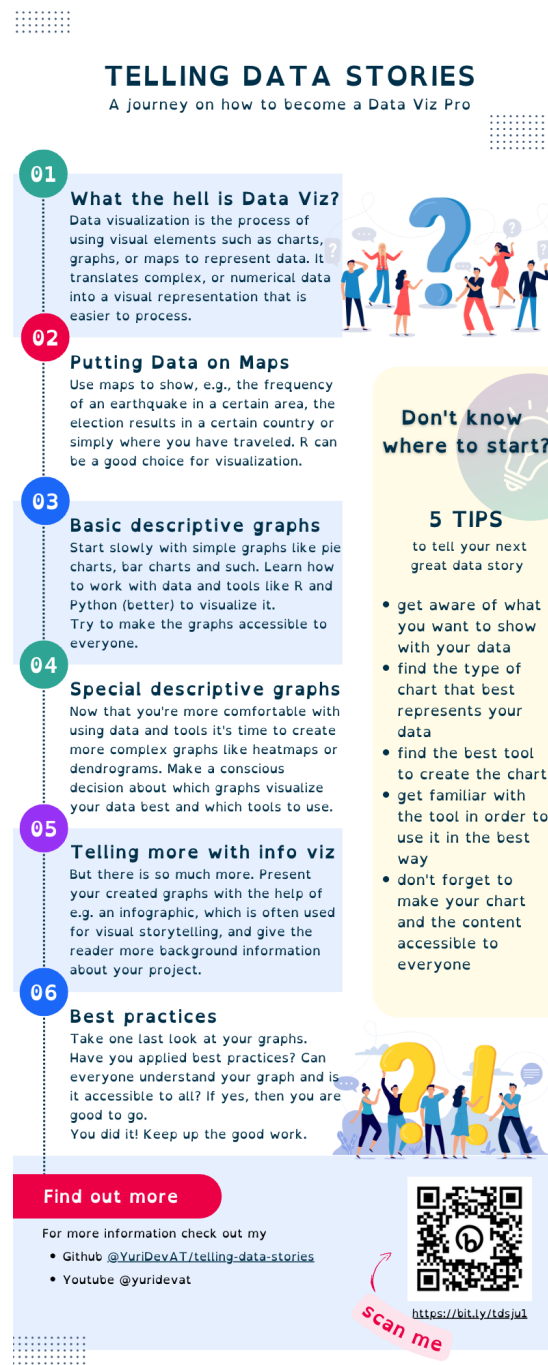 TELLING DATA STORIES
A journey on how to become a Data Viz Pro
01
What the hell is Data Viz?
Data visualization is the process of
using visual elements such as charts,
graphs, or maps to represent data. It
translates complex, or numerical data
into a visual representation that is
easier to process.
02
Putting Data on Maps
Use maps to show, e.g., the frequency
of an earthquake in a certain area, the
election results in a certain country or
simply where you have traveled. R can
be a good choice for visualization.
03
Basic descriptive graphs
Start slowly with simple graphs like pie
charts, bar charts and such. Learn how
to work with data and tools like R and
Python (better) to visualize it.
Try to make the graphs accessible to
everyone.
04
Special descriptive graphs
Now that you're more comfortable with
using data and tools it's time to create
more complex graphs like heatmaps or
dendrograms. Make a conscious
decision about which graphs visualize
your data best and which tools to use.
05
Telling more with info viz
But there is so much more. Present
your created graphs with the help of
e.g. an infographic, which is often used
for visual storytelling, and give the
reader more background information
about your project.
06
Best practices
Take one last look at your graphs.
Have you applied best practices? Can
everyone understand your graph and is
it accessible to all? If yes, then you are
good to go.
You did it! Keep up the good work.
Don't know
where to start?
5 TIPS
to tell your next
great data story
• get aware of what
you want to show
with your data
• find the type of
chart that best
represents your
data
• find the best tool
to create the chart
• get familiar with
the tool in order to
use it in the best
way
• don't forget to
make your chart
and the content
accessible to
everyone
Find out more
For more information check out my
• Github @YuriDevAT/telling-data-stories
• Youtube @yuridevat
https://bit.ly/tdsju1
scan me